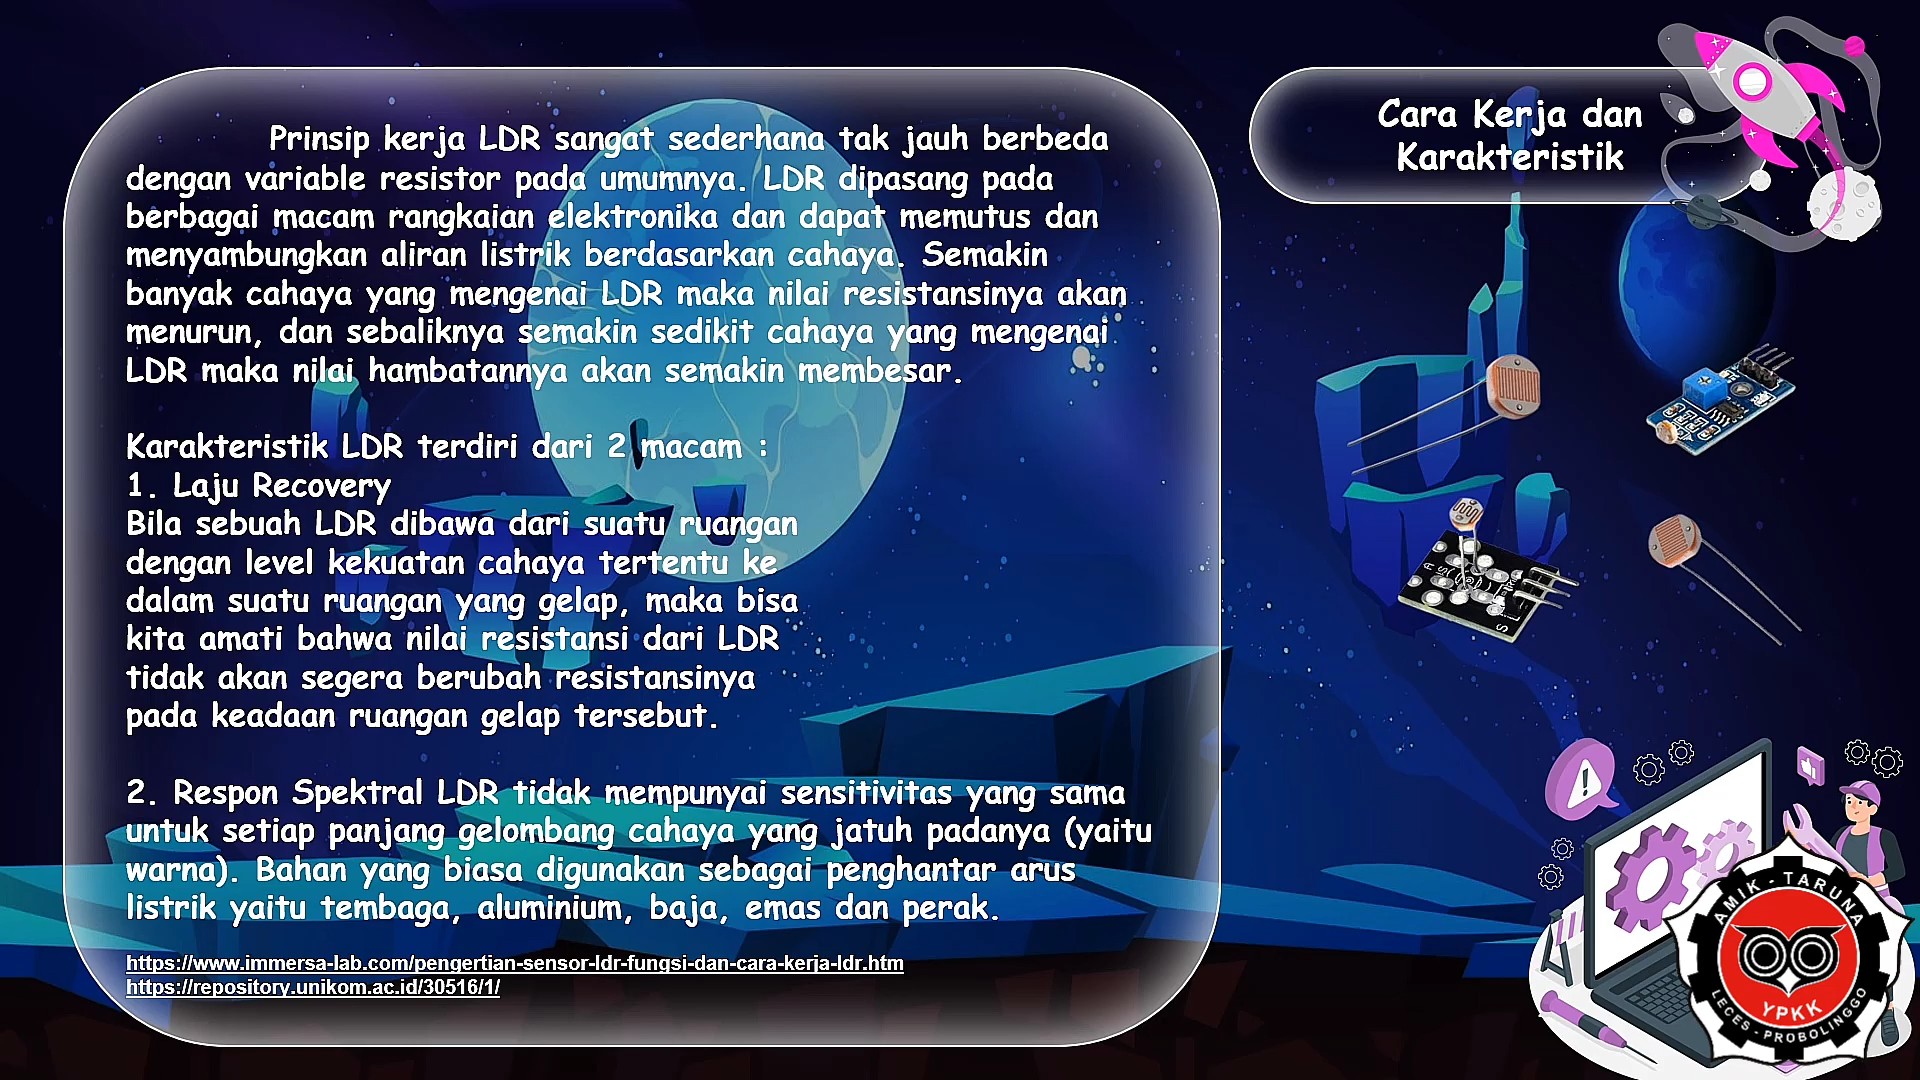 Cara Kerja dan
Karakteristik
Prinsip kerja LDR sangat sederhana tak jauh berbeda
dengan variable resistor pada umumnya. LDR dipasang pada
berbagai macam rangkaian elektronika dan dapat memutus dan
menyambungkan aliran listrik berdasarkan cahaya. Semakin
banyak cahaya yang mengenai LDR maka nilai resistansinya akan
menurun, dan sebaliknya semakin sedikit cahaya yang mengenai
LDR maka nilai hambatannya akan semakin membesar.
Karakteristik LDR terdiri dari 2 macam :
1. Laju Recovery
Bila sebuah LDR dibawa dari suatu ruangan
dengan level kekuatan cahaya tertentu ke
dalam suatu ruangan yang gelap, maka bisa
kita amati bahwa nilai resistansi dari LDR
tidak akan segera berubah resistansinya
pada keadaan ruangan gelap tersebut.
2. Respon Spektral LDR tidak mempunyai sensitivitas yang sama
untuk setiap panjang gelombang cahaya yang jatuh padanya (yaitu
warna). Bahan yang biasa digunakan sebagai penghantar arus
listrik yaitu tembaga, aluminium, baja, emas dan perak.
https://www.immersa-lab.com/pengertian-sensor-ldr-fungsi-dan-cara-kerja-ldr.htm
https://repository.unikom.ac.id/30516/1/
AMIK - TARUNA
YPKK
LECES - PROBOLINGGO